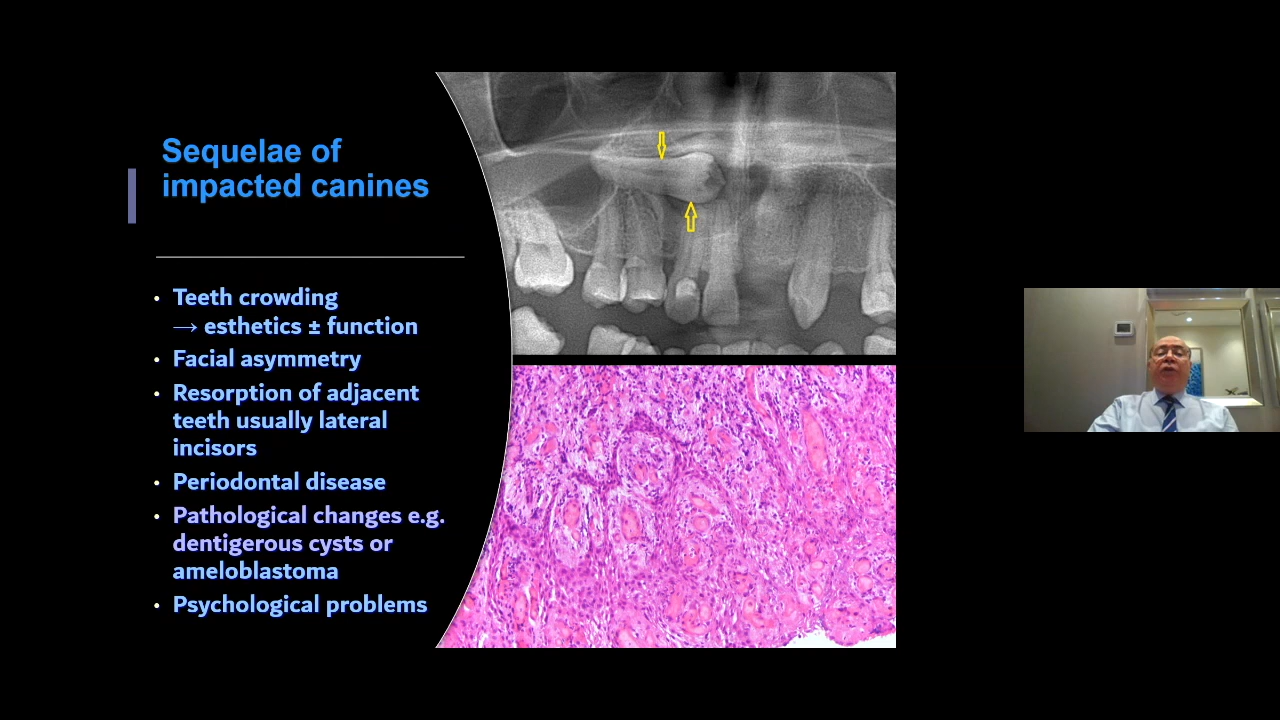 Sequelae of
impacted canines
• Teeth crowding
→ esthetics ± function
• Facial asymmetry
• Resorption of adjacent
teeth usually lateral
incisors
• Periodontal disease
• Pathological changes e.g.
dentigerous cysts or
ameloblastoma
• Psychological problems